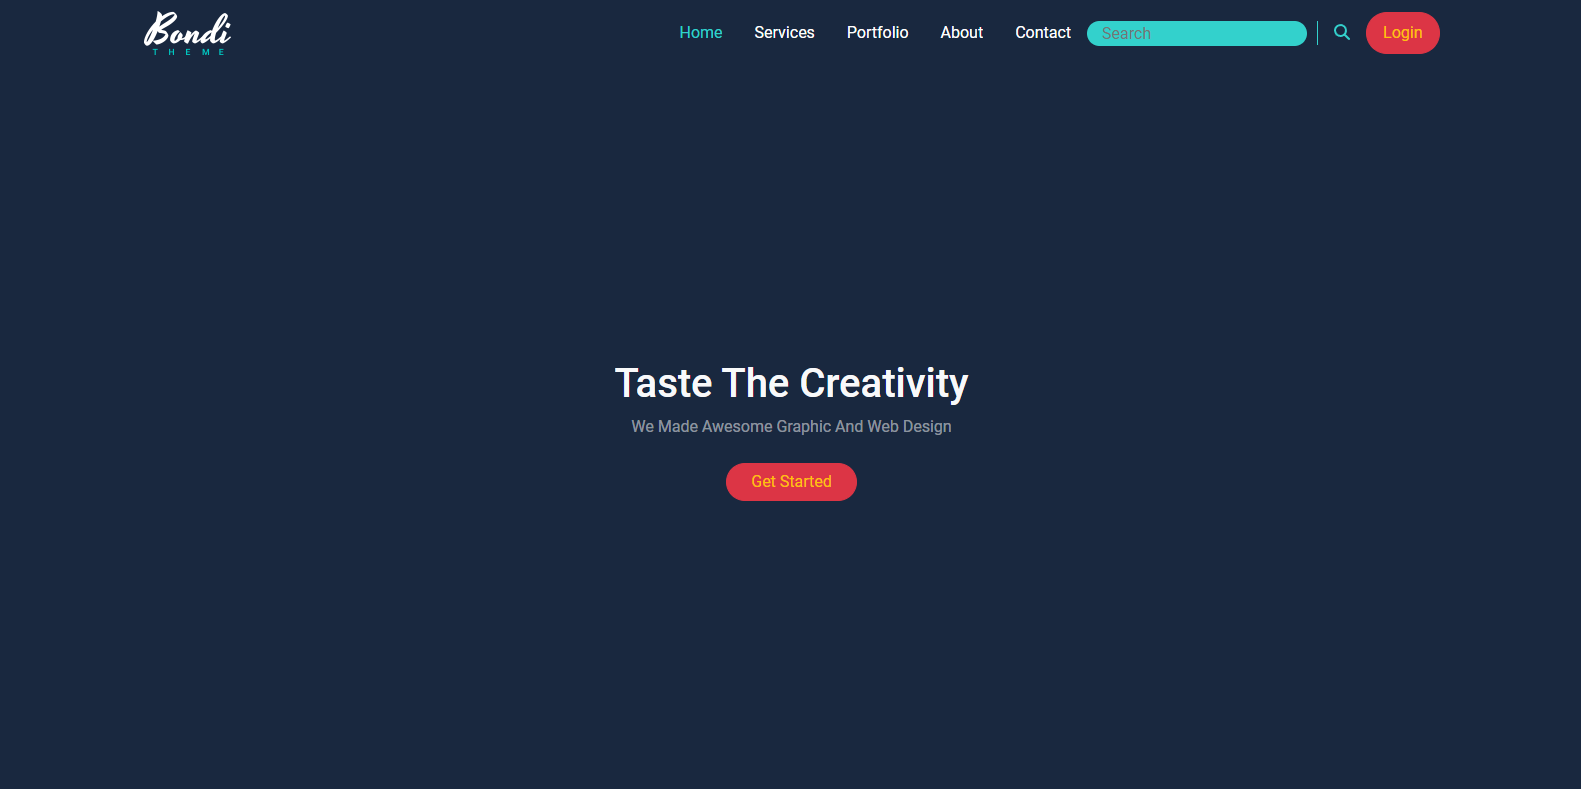 Bondi
THEME
Home Services Portfolio About Contact Search Login
Taste The Creativity
We Made Awesome Graphic And Web Design
Get Started